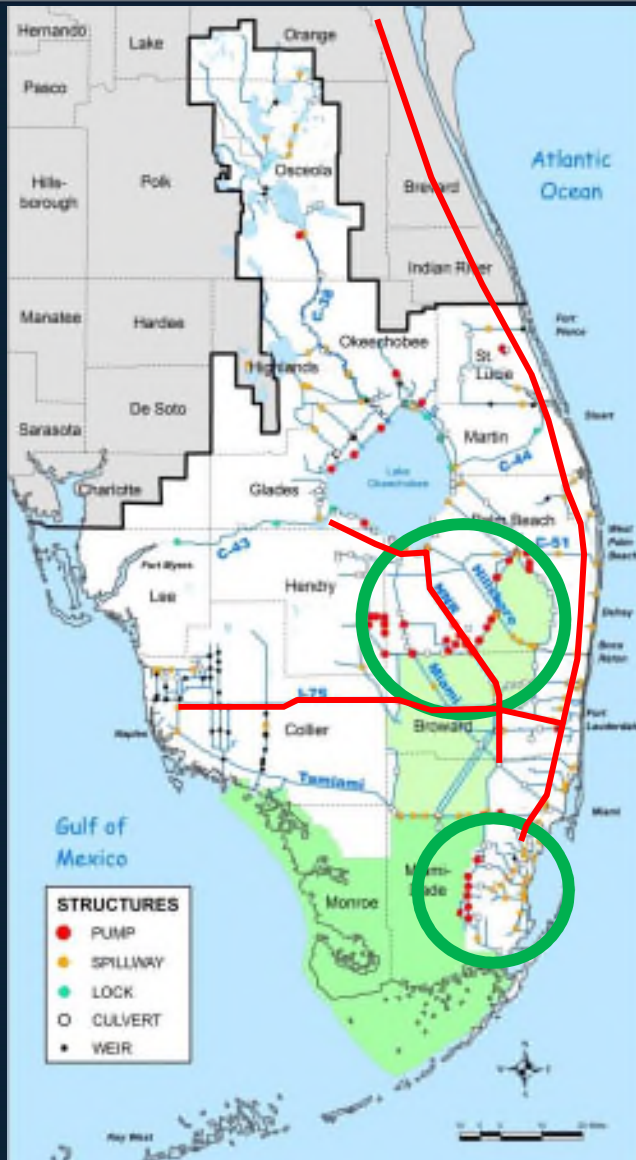 Hernando
Lake
Orange
Pasco
Osceola
Polk
Hills-
borough
Brevard
Atlantic
Ocean
Indian River
Manatee
Hardee
C-38
Okeechobee
Fort
Pierce
St.
Lucie
Highlands
De Soto
Sarasota
Martin
Stuart
C-44
Charlotte
Glades
Lake
Okeechobee
Palm Beach
West
Palm
Beach
C-51
C-43
Fort Myers
Hendry
Lee
NNR
Hillsboro
Delray
Boca
Raton
Miami
I-75
Naples
Collier
Broward
Fort
Lauderdale
Tamiami
Miami
Gulf of
Mexico
Miami-
Dade
Monroe
STRUCTURES
PUMP
SPILLWAY
LOCK
CULVERT
WEIR
Key West